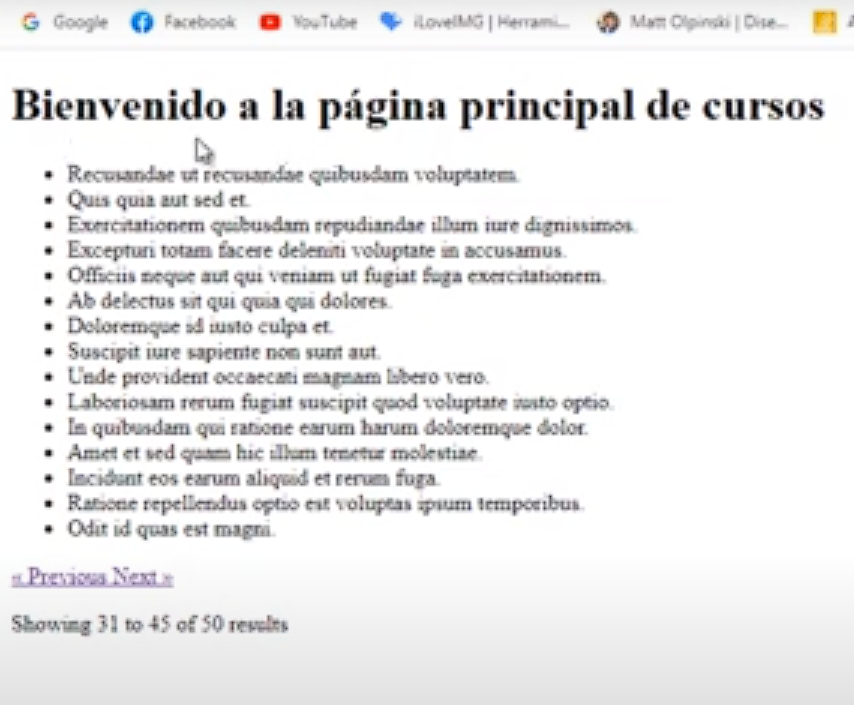 Google Facebook YouTube iLoveIMG | Herrami... Matt Olpinski | Dise...
Bienvenido a la página principal de cursos
• Recusandae ut recusandae quibusdam voluptatem.
• Quis quia aut sed et.
• Exercitationem quibusdam repudiandae illum iure dignissimos.
• Excepturi totam facere deleniti voluptate in accusamus.
• Officiis neque aut qui veniam ut fugiat fuga exercitationem.
• Ab delectus sit qui quia qui dolores.
• Doloremque id iusto culpa et.
• Suscipit iure sapiente non sunt aut.
• Unde provident occaecati magnam libero vero.
• Laboriosam rerum fugiat suscipit quod voluptate iusto optio.
• In quibusdam qui ratione earum harum doloremque dolor.
• Amet et sed quam hic illum tenetur molestiae.
• Incidunt eos earum aliquid et rerum fuga.
• Ratione repellendus optio est voluptas ipsum temporibus.
• Odit id quas est magni.
« Previous Next »
Showing 31 to 45 of 50 results